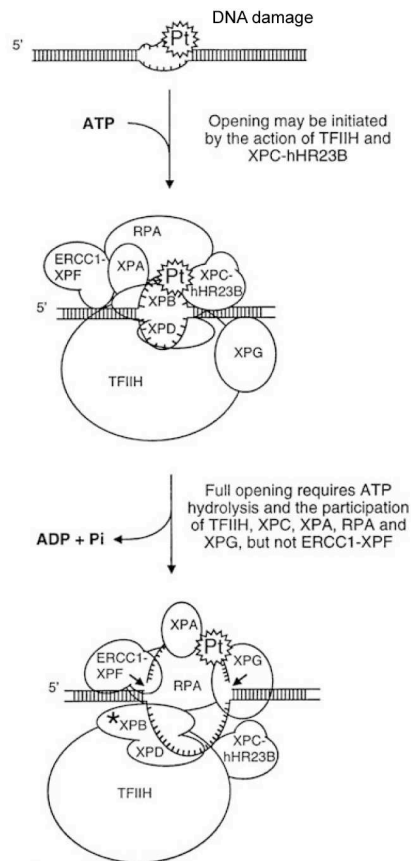 DNA damage
5'
Pt
ATP
Opening may be initiated
by the action of TFIIH and
XPC-hHR23B
RPA
ERCC1-
XPF
XPA
Pt
XPC-
hHR23B
XPB
5'
XPD
TFIIH
XPG
Full opening requires ATP
hydrolysis and the participation
of TFIIH, XPC, XPA, RPA and
XPG, but not ERCC1-XPF
ADP + Pi
XPA
Pt
ERCC1-
XPF
XPG
5'
RPA
*XPB
XPD
XPC-
hHR23B
TFIIH